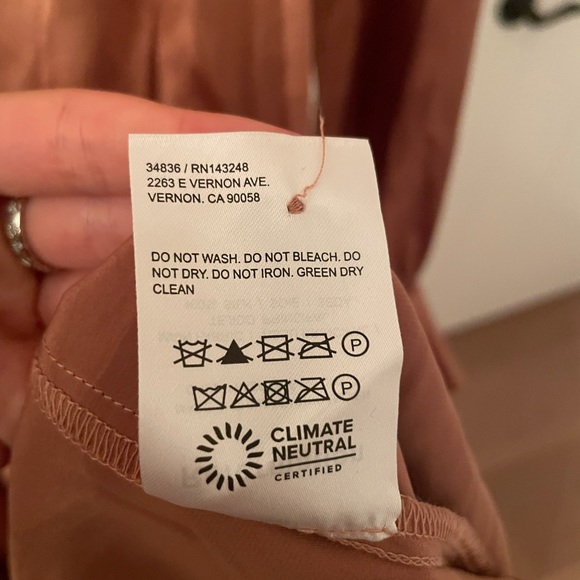 34836 / RN143248
2263 E VERNON AVE.
VERNON. CA 90058
DO NOT WASH. DO NOT BLEACH. DO
NOT DRY. DO NOT IRON. GREEN DRY
CLEAN
P
P
CLIMATE
NEUTRAL
CERTIFIED